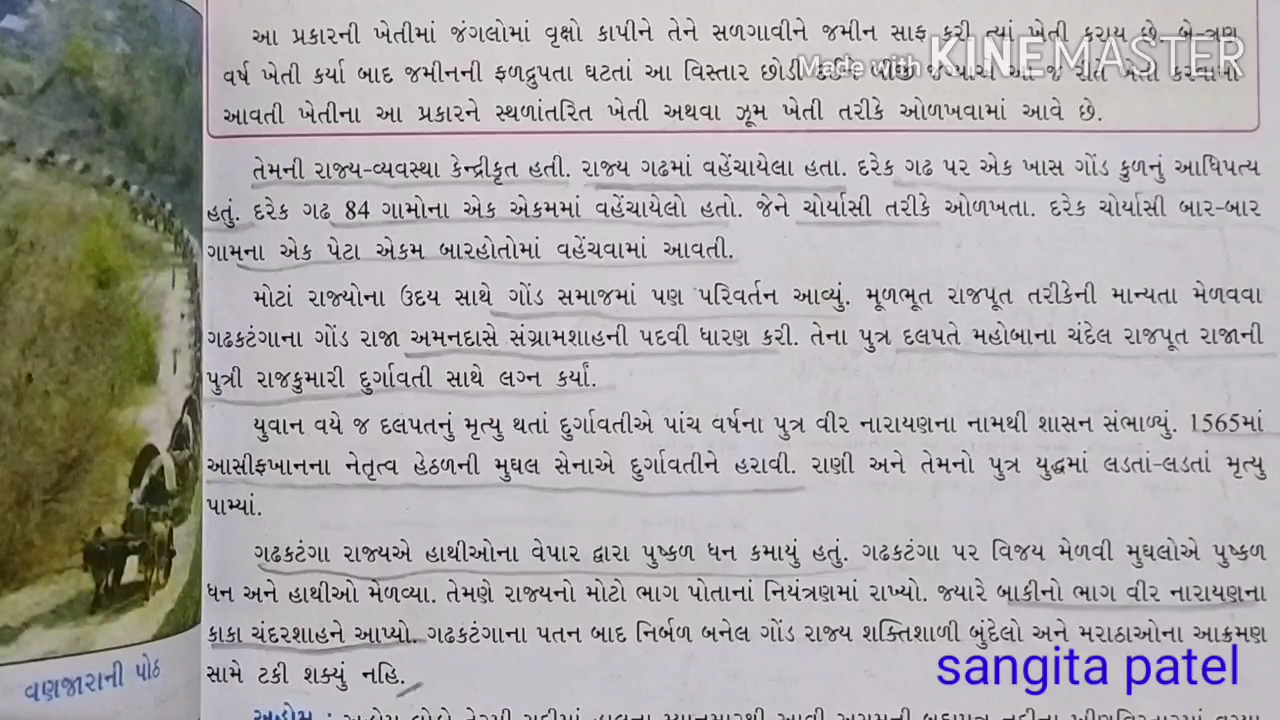 આ પ્રકારની ખેતીમાં જંગલોમાં વૃક્ષો કાપીને તેને સળગાવીને જમીન સાફ કરી ત્યાં ખેતી કરાય છે. બે-ત્રણ
Made with KINEMASTER
વર્ષ ખેતી કર્યા બાદ જમીનની ફળદ્રુપતા ઘટતાં આ વિસ્તાર છોડી
આવતી ખેતીના આ પ્રકારને સ્થળાંતરિત ખેતી અથવા ઝૂમ ખેતી તરીકે ઓળખવામાં આવે છે.
તેમની રાજ્ય-વ્યવસ્થા કેન્દ્રીકૃત હતી. રાજ્ય ગઢમાં વહેંચાયેલા હતા. દરેક ગઢ પર એક ખાસ ગોંડ કુળનું આધિપત્ય
હતું. દરેક ગઢ 84 ગામોના એક એકમમાં વહેંચાયેલો હતો. જેને ચોર્યાસી તરીકે ઓળખતા. દરેક ચોર્યાસી બાર-બાર
ગામના એક પેટા એકમ બારહોતોમાં વહેંચવામાં આવતી.
મોટાં રાજ્યોના ઉદય સાથે ગોંડ સમાજમાં પણ પરિવર્તન આવ્યું. મૂળભૂત રાજપૂત તરીકેની માન્યતા મેળવવા
ગઢકટંગાના ગોંડ રાજા અમનદાસે સંગ્રામશાહની પદવી ધારણ કરી. તેના પુત્ર દલપતે મહોબાના ચંદેલ રાજપૂત રાજાની
પુત્રી રાજકુમારી દુર્ગાવતી સાથે લગ્ન કર્યાં.
યુવાન વયે જ દલપતનું મૃત્યુ થતાં દુર્ગાવતીએ પાંચ વર્ષના પુત્ર વીર નારાયણના નામથી શાસન સંભાળ્યું. 1565માં
આસીફખાનના નેતૃત્વ હેઠળની મુઘલ સેનાએ દુર્ગાવતીને હરાવી. રાણી અને તેમનો પુત્ર યુદ્ધમાં લડતાં-લડતાં મૃત્યુ
પામ્યાં.
ગઢકટંગા રાજ્યએ હાથીઓના વેપાર દ્વારા પુષ્કળ ધન કમાયું હતું. ગઢકટંગા પર વિજય મેળવી મુઘલોએ પુષ્કળ
ધન અને હાથીઓ મેળવ્યા. તેમણે રાજ્યનો મોટો ભાગ પોતાનાં નિયંત્રણમાં રાખ્યો. જ્યારે બાકીનો ભાગ વીર નારાયણના
કાકા ચંદરશાહને આપ્યો. ગઢકટંગાના પતન બાદ નિર્બળ બનેલ ગોંડ રાજ્ય શક્તિશાળી બુંદેલો અને મરાઠાઓના આક્રમણ
સામે ટકી શક્યું નહિ.
sangita patel
વણજારાની પોઠ